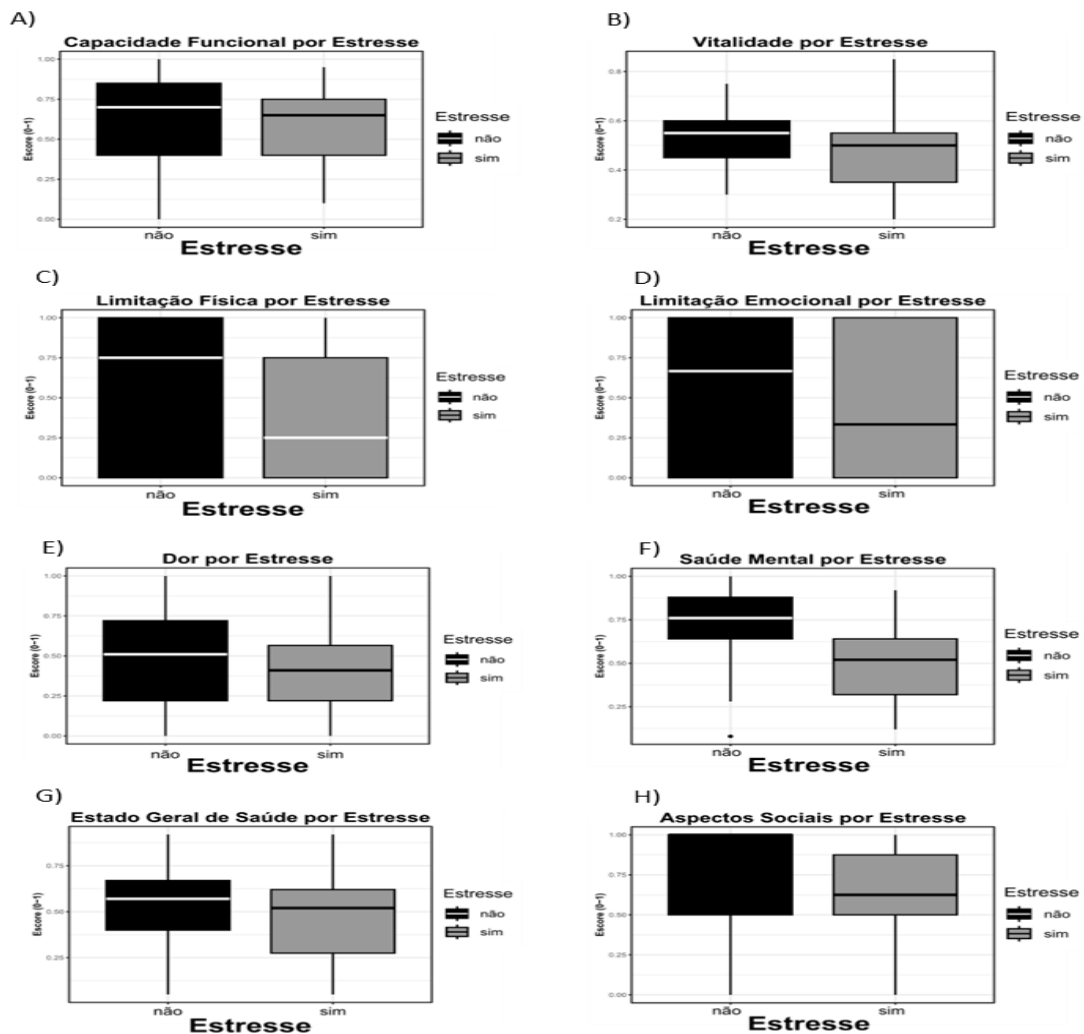 A)
Capacidade Funcional por Estresse
Escore (0-1)
1.00
0.75
0.50
0.25
0.00
não
sim
Estresse
Estresse
não
sim
B)
Vitalidade por Estresse
Escore (0-1)
0.8
0.6
0.4
0.2
não
sim
Estresse
Estresse
não
sim
C)
Limitação Física por Estresse
Escore (0-1)
1.00
0.75
0.50
0.25
0.00
não
sim
Estresse
Estresse
não
sim
D)
Limitação Emocional por Estresse
Escore (0-1)
1.00
0.75
0.50
0.25
0.00
não
sim
Estresse
Estresse
não
sim
E)
Dor por Estresse
Escore (0-1)
1.00
0.75
0.50
0.25
0.00
não
sim
Estresse
Estresse
não
sim
F)
Saúde Mental por Estresse
Escore (0-1)
1.00
0.75
0.50
0.25
não
sim
Estresse
Estresse
não
sim
G)
Estado Geral de Saúde por Estresse
Escore (0-1)
0.75
0.50
0.25
não
sim
Estresse
Estresse
não
sim
H)
Aspectos Sociais por Estresse
Escore (0-1)
1.00
0.75
0.50
0.25
0.00
não
sim
Estresse
Estresse
não
sim